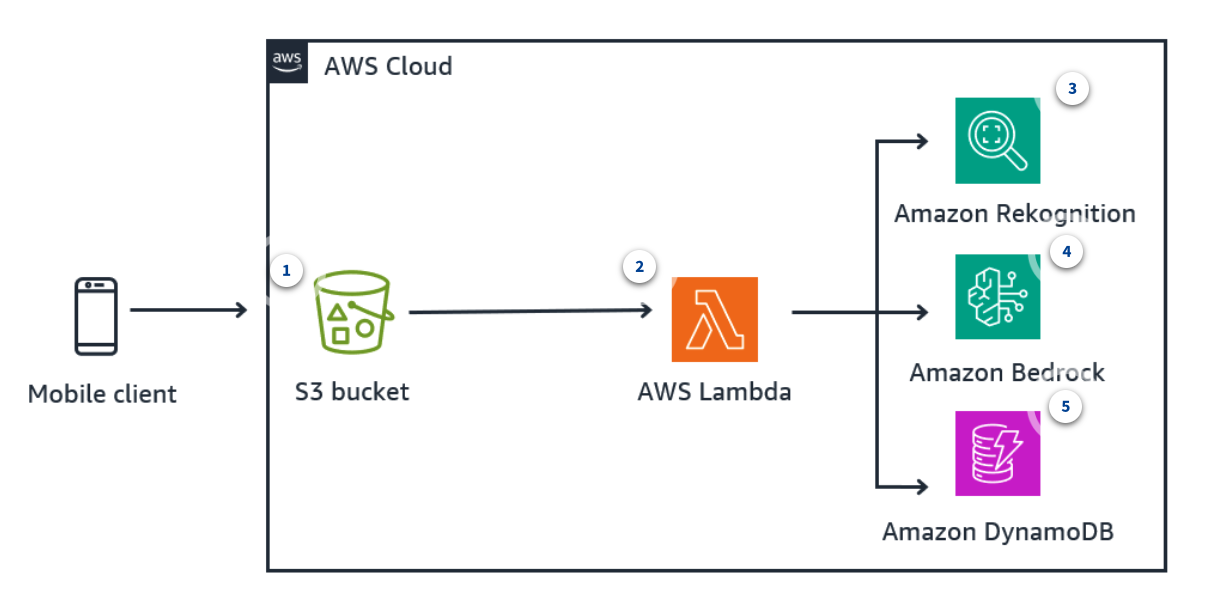 aws
AWS Cloud
3
Amazon Rekognition
1
2
4
Mobile client
S3 bucket
AWS Lambda
Amazon Bedrock
5
Amazon DynamoDB